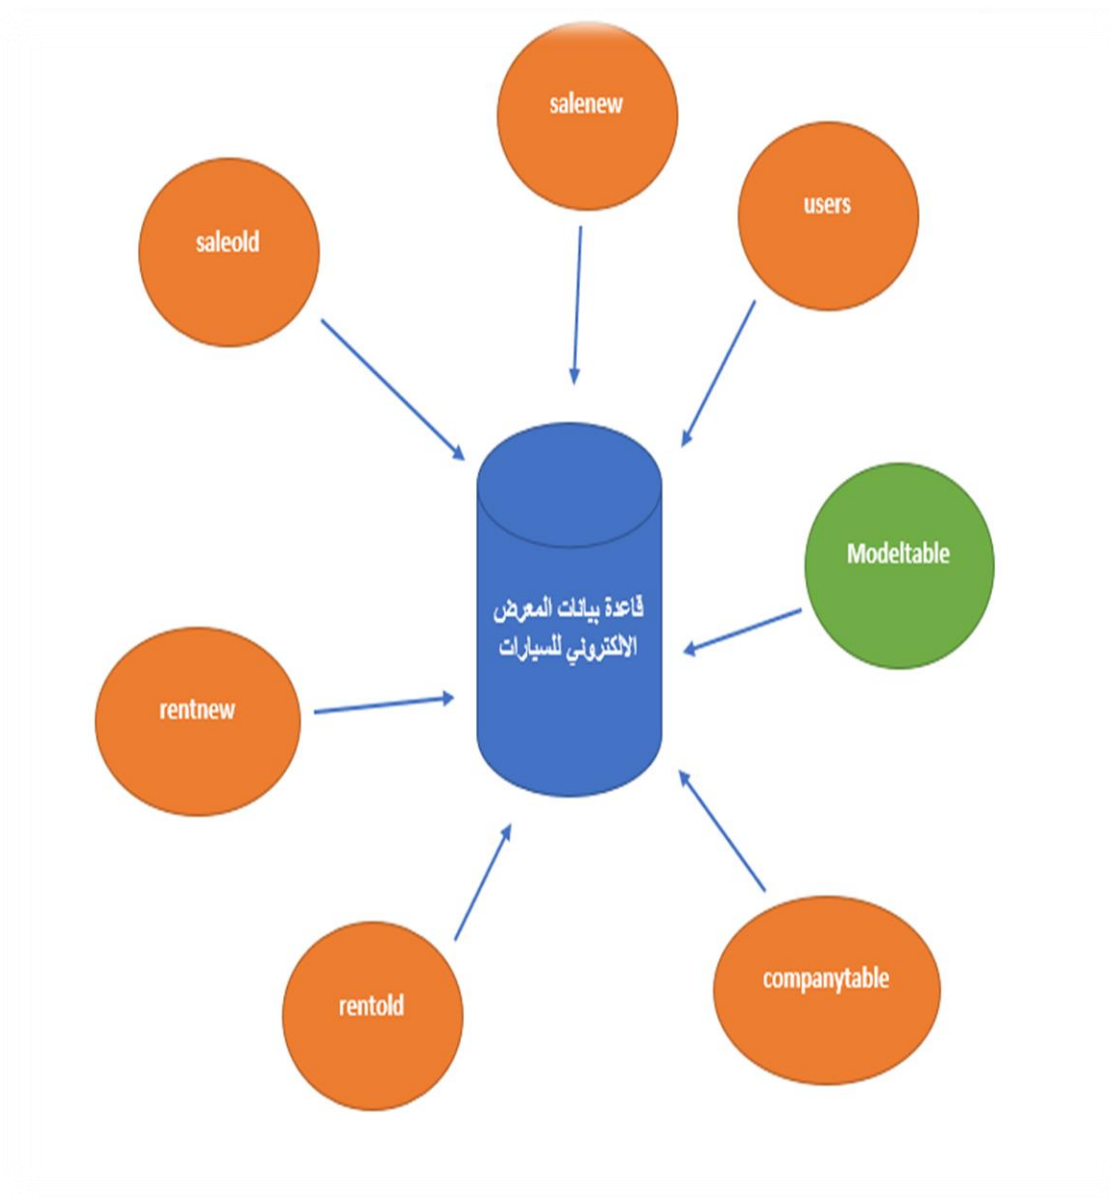 salenew
users
saleold
Modeltable
قاعدة بيانات المعرض
الالكتروني للسيارات
rentnew
companytable
rentold